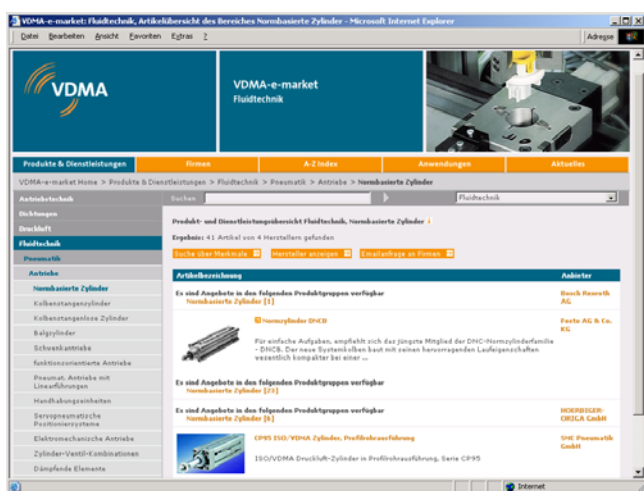 VDMA-e-market: Fluidtechnik, Artikelübersicht des Bereiches Normbasierte Zylinder - Microsoft Internet Explorer
Datei Bearbeiten Ansicht Favoriten Extras ?
Adresse
VDMA
VDMA-e-market
Fluidtechnik
Produkte & Dienstleistungen Firmen A-Z Index Anwendungen Aktuelles
VDMA-e-market Home > Produkte & Dienstleistungen > Fluidtechnik > Pneumatik > Antriebe > Normbasierte Zylinder
Antriebstechnik
Dichtungen
Druckluft
Fluidtechnik
Pneumatik
Antriebe
Normbasierte Zylinder
Kolbenstangenzylinder
Kolbenstangenlose Zylinder
Balgzylinder
Schwenkantriebe
funktionsorientierte Antriebe
Pneumat. Antriebe mit
Linearführungen
Handhabungseinheiten
Servopneumatische
Positioniersysteme
Elektromechanische Antriebe
Zylinder-Ventil-Kombinationen
Dämpfende Elemente
Suchen Fluidtechnik
Produkt- und Dienstleistungsübersicht Fluidtechnik, Normbasierte Zylinder
Ergebnis: 41 Artikel von 4 Herstellern gefunden
Suche über Merkmale Hersteller anzeigen Emailanfrage an Firmen
Artikelbezeichnung Anbieter
Es sind Angebote in den folgenden Produktgruppen verfügbar
Normbasierte Zylinder [1]
Bosch Rexroth
AG
Normzylinder DNCB
Festo AG & Co.
KG
Für einfache Aufgaben, empfiehlt sich das jüngste Mitglied der DNC-Normzylinderfamilie
- DNCB. Der neue Systemkolben baut mit seinen hervorragenden Laufeigenschaften
wesentlich kompakter bei einer ...
Es sind Angebote in den folgenden Produktgruppen verfügbar
Normbasierte Zylinder [23]
Es sind Angebote in den folgenden Produktgruppen verfügbar
Normbasierte Zylinder [6]
HOERBIGER-
ORIGA GmbH
CP95 ISO/VDMA Zylinder, Profilrohrausführung
SMC Pneumatik
GmbH
ISO/VDMA Druckluft-Zylinder in Profilrohrausführung, Serie CP95
Internet